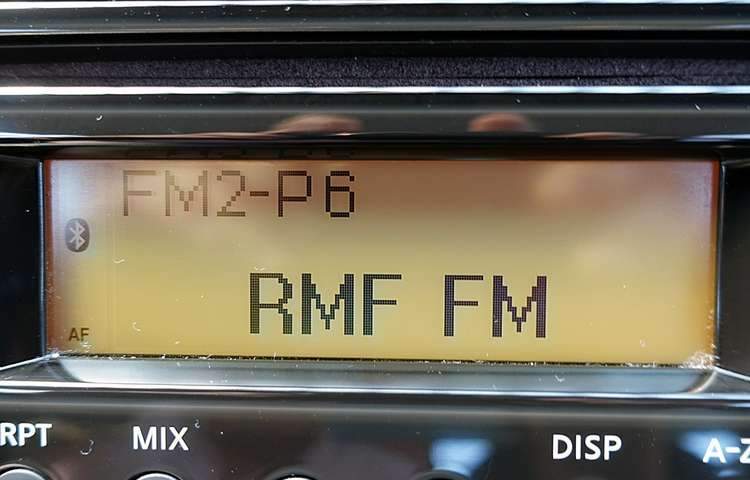 FM2-P6
RMF FM
AF
RPT MIX DISP A-Z